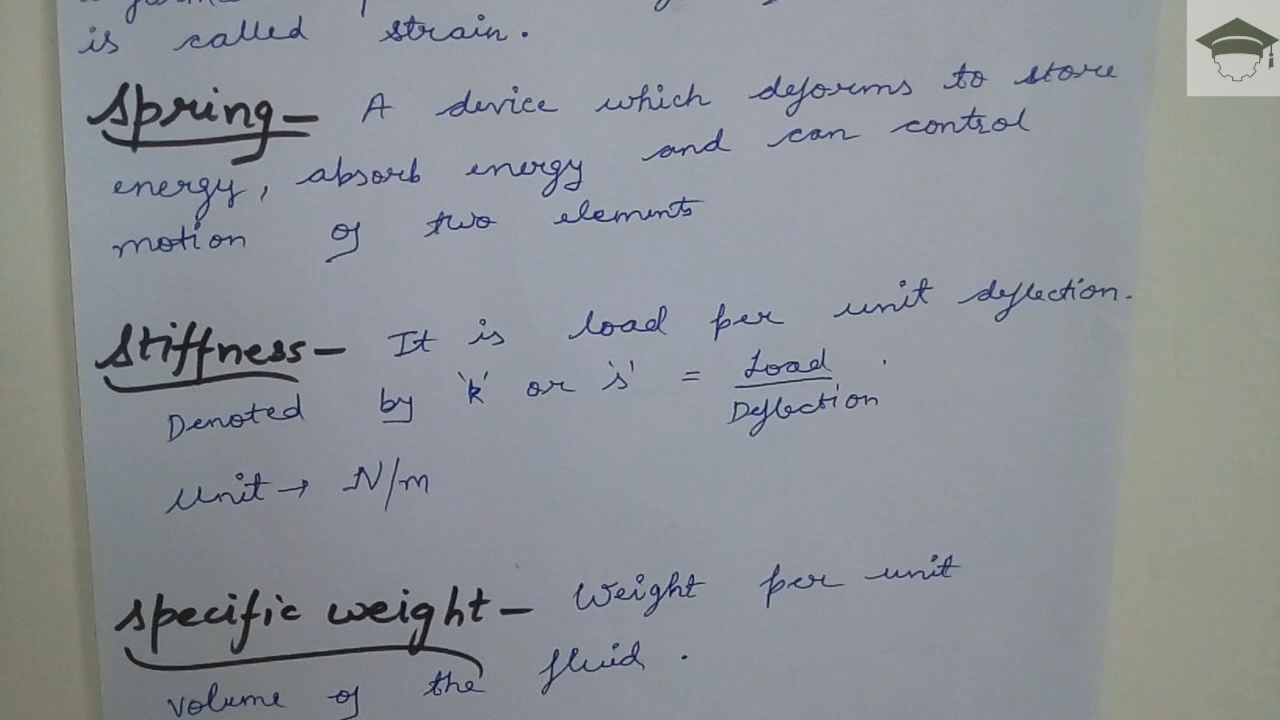 is called strain.
Spring- A device which deforms to store
energy, absorb energy and can control
motion of two elements
Stiffness- It is load per unit deflection.
Denoted by 'k' or 's' = Load / Deflection
Unit → N/m
Specific weight- Weight per unit
volume of the fluid.